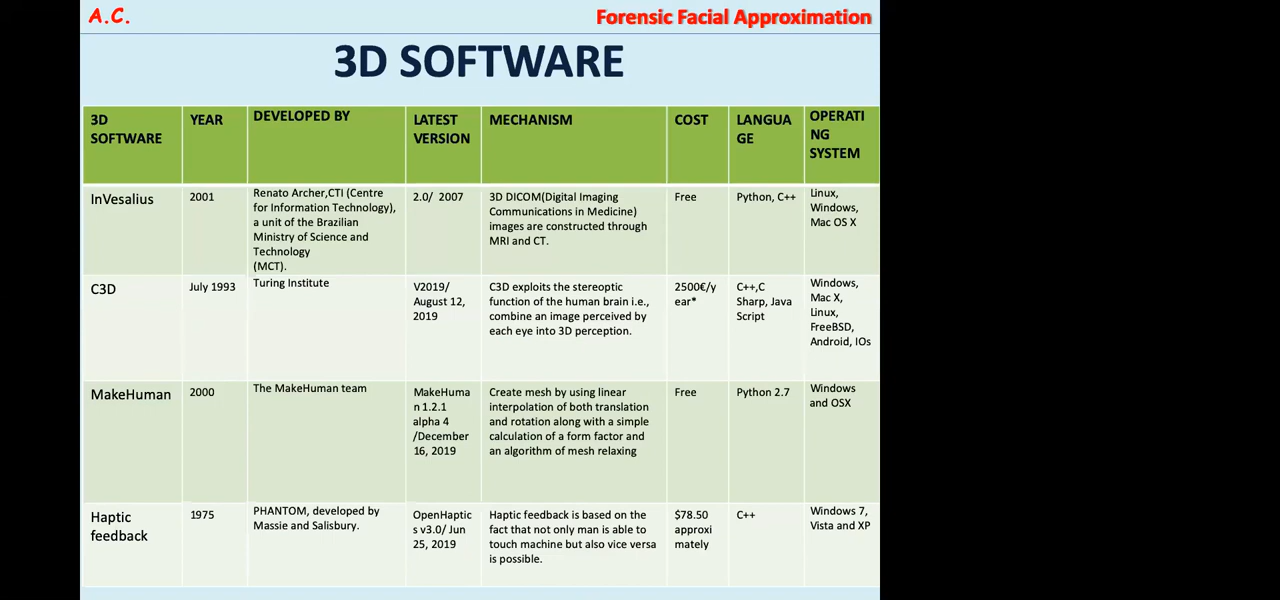 A.C.
Forensic Facial Approximation
3D SOFTWARE
3D
SOFTWARE
YEAR
DEVELOPED BY
LATEST
VERSION
MECHANISM
COST
LANGUA
GE
OPERATI
NG
SYSTEM
InVesalius
2001
Renato Archer,CTI (Centre
for Information Technology),
a unit of the Brazilian
Ministry of Science and
Technology
(MCT).
2.0/ 2007
3D DICOM(Digital Imaging
Communications in Medicine)
images are constructed through
MRI and CT.
Free
Python, C++
Linux,
Windows,
Mac OS X
C3D
July 1993
Turing Institute
V2019/
August 12,
2019
C3D exploits the stereoptic
function of the human brain i.e.,
combine an image perceived by
each eye into 3D perception.
2500€/y
ear*
C++,C
Sharp, Java
Script
Windows,
Mac X,
Linux,
FreeBSD,
Android, IOs
MakeHuman
2000
The MakeHuman team
MakeHuma
n 1.2.1
alpha 4
/December
16, 2019
Create mesh by using linear
interpolation of both translation
and rotation along with a simple
calculation of a form factor and
an algorithm of mesh relaxing
Free
Python 2.7
Windows
and OSX
Haptic
feedback
1975
PHANTOM, developed by
Massie and Salisbury.
OpenHaptic
s v3.0/ Jun
25, 2019
Haptic feedback is based on the
fact that not only man is able to
touch machine but also vice versa
is possible.
$78.50
approxi
mately
C++
Windows 7,
Vista and XP